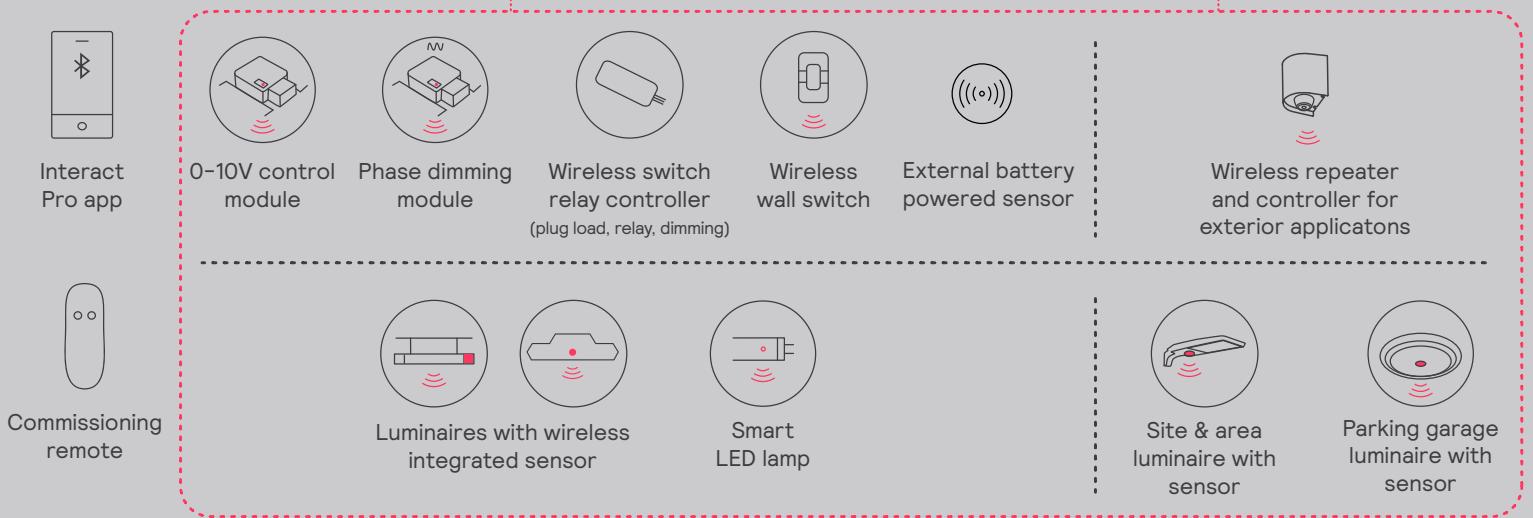 Interact
Pro app
0-10V control
module
Phase dimming
module
Wireless switch
relay controller
(plug load, relay, dimming)
Wireless
wall switch
External battery
powered sensor
Wireless repeater
and controller for
exterior applicatons
Commissioning
remote
Luminaires with wireless
integrated sensor
Smart
LED lamp
Site & area
luminaire with
sensor
Parking garage
luminaire with
sensor